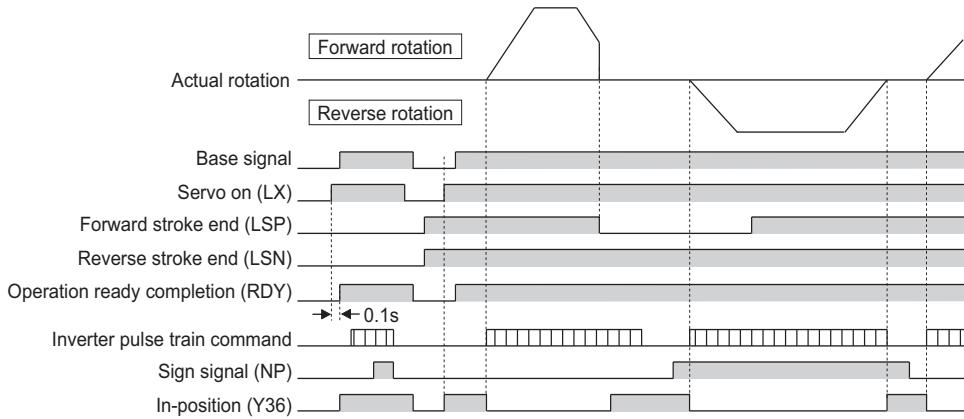 Forward rotation
Actual rotation
Reverse rotation
Base signal
Servo on (LX)
Forward stroke end (LSP)
Reverse stroke end (LSN)
Operation ready completion (RDY)
0.1s
Inverter pulse train command
Sign signal (NP)
In-position (Y36)